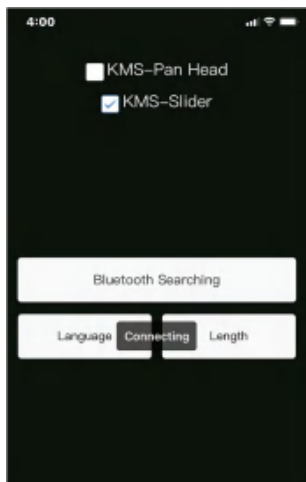 4:00
KMS-Pan Head
KMS-Slider
Bluetooth Searching
Language Connecting Length